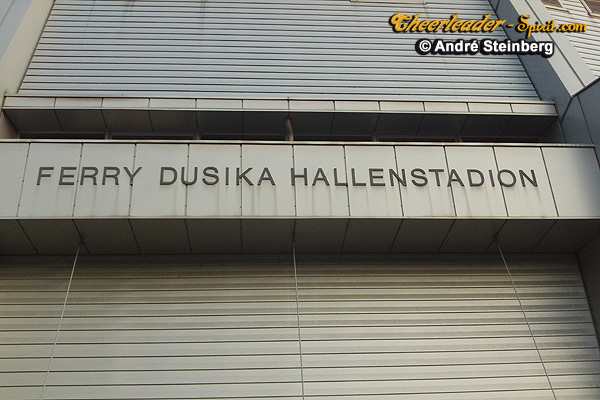 Cheerleader-Spirit.com
© André Steinberg
FERRY DUSIKA HALLENSTADION